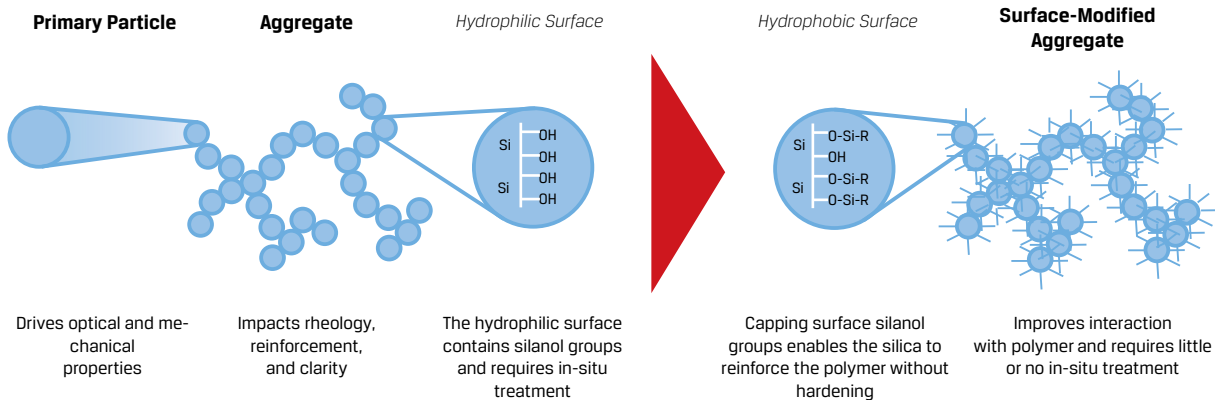 Primary Particle
Aggregate
Hydrophilic Surface
Hydrophobic Surface
Surface-Modified
Aggregate
Si
Si
OH
OH
OH
OH
Si
Si
O-Si-R
OH
O-Si-R
O-Si-R
Drives optical and me-
chanical
properties
Impacts rheology,
reinforcement,
and clarity
The hydrophilic surface
contains silanol groups
and requires in-situ
treatment
Capping surface silanol
groups enables the silica to
reinforce the polymer without
hardening
Improves interaction
with polymer and requires little
or no in-situ treatment